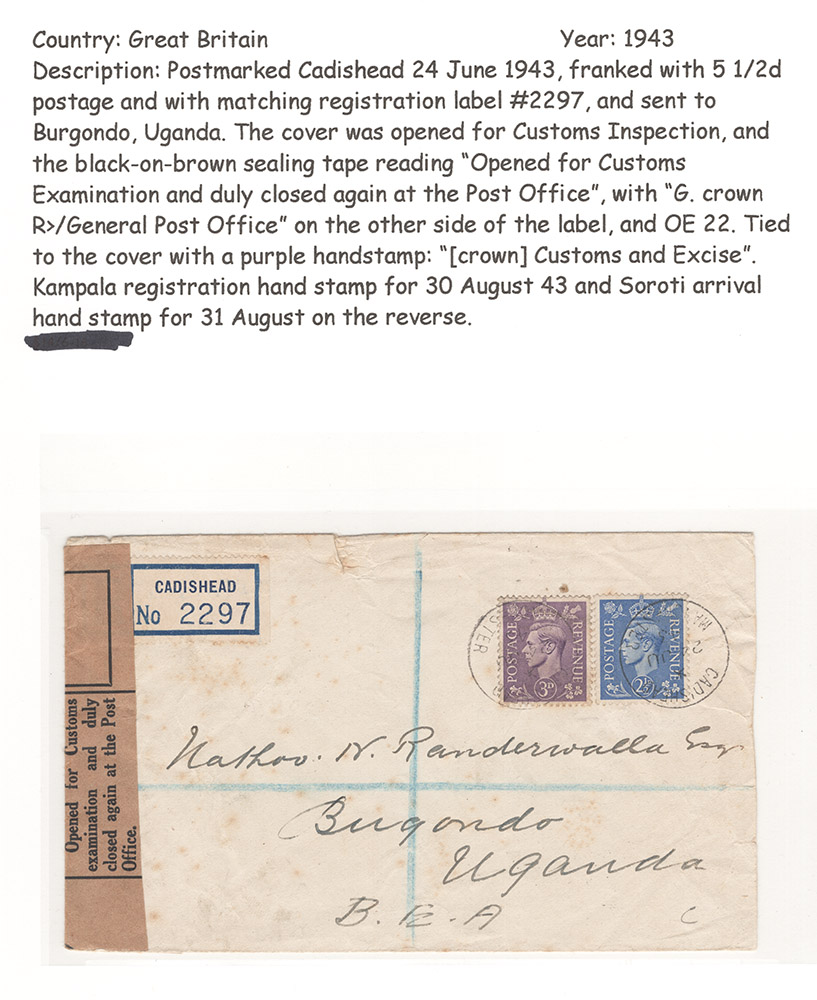 Country: Great Britain Year: 1943
Description: Postmarked Cadishead 24 June 1943, franked with 5 1/2d
postage and with matching registration label #2297, and sent to
Burgondo, Uganda. The cover was opened for Customs Inspection, and
the black-on-brown sealing tape reading “Opened for Customs
Examination and duly closed again at the Post Office”, with “G. crown
R>/General Post Office” on the other side of the label, and OE 22. Tied
to the cover with a purple handstamp: “[crown] Customs and Excise”.
Kampala registration hand stamp for 30 August 43 and Soroti arrival
hand stamp for 31 August on the reverse.
CADISHEAD
No 2297
POSTAGE REVENUE
3D
POSTAGE REVENUE
2½D
Opened for Customs
examination and duly
closed again at the Post
Office.
Nathoo. N. Randerwalla Esq
Bugondo
Uganda
B. E. A